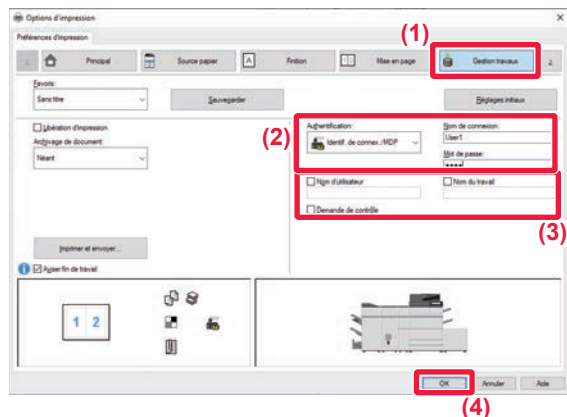 Options d'impression
Préférences d'impression
(1)
Principal
Source papier
A
Finition
Mise en page
Gestion travaux
Favoris:
Sans titre
Sauvegarder
Réglages initiaux
Libération d'impression
Archivage de document:
Néant
(2)
Authentification:
Identif. de connex./MDP
Nom de connexion:
User1
Mot de passe:
••••
Nom d'utilisateur
Nom du travail
Demande de contrôle
(3)
Imprimer et envoyer...
Aviser fin de travail
1 2
OK
Annuler
Aide
(4)